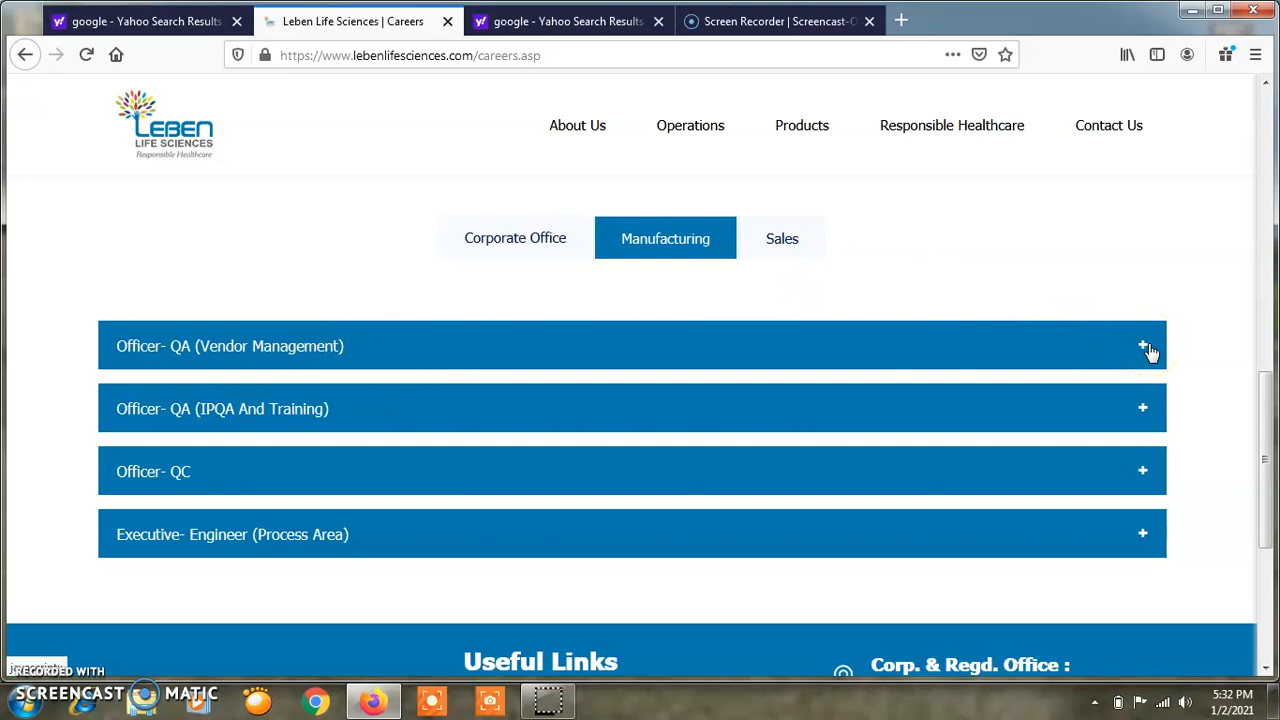 google - Yahoo Search Results
Leben Life Sciences | Careers
google - Yahoo Search Results
Screen Recorder | Screencast-O
https://www.lebenlifesciences.com/careers.asp
LEBEN
LIFE SCIENCES
Responsible Healthcare
About Us
Operations
Products
Responsible Healthcare
Contact Us
Corporate Office
Manufacturing
Sales
Officer- QA (Vendor Management)
Officer- QA (IPQA And Training)
Officer- QC
Executive- Engineer (Process Area)
Useful Links
Corp. & Regd. Office :
RECORDED WITH
SCREENCAST MATIC
5:32 PM
1/2/2021